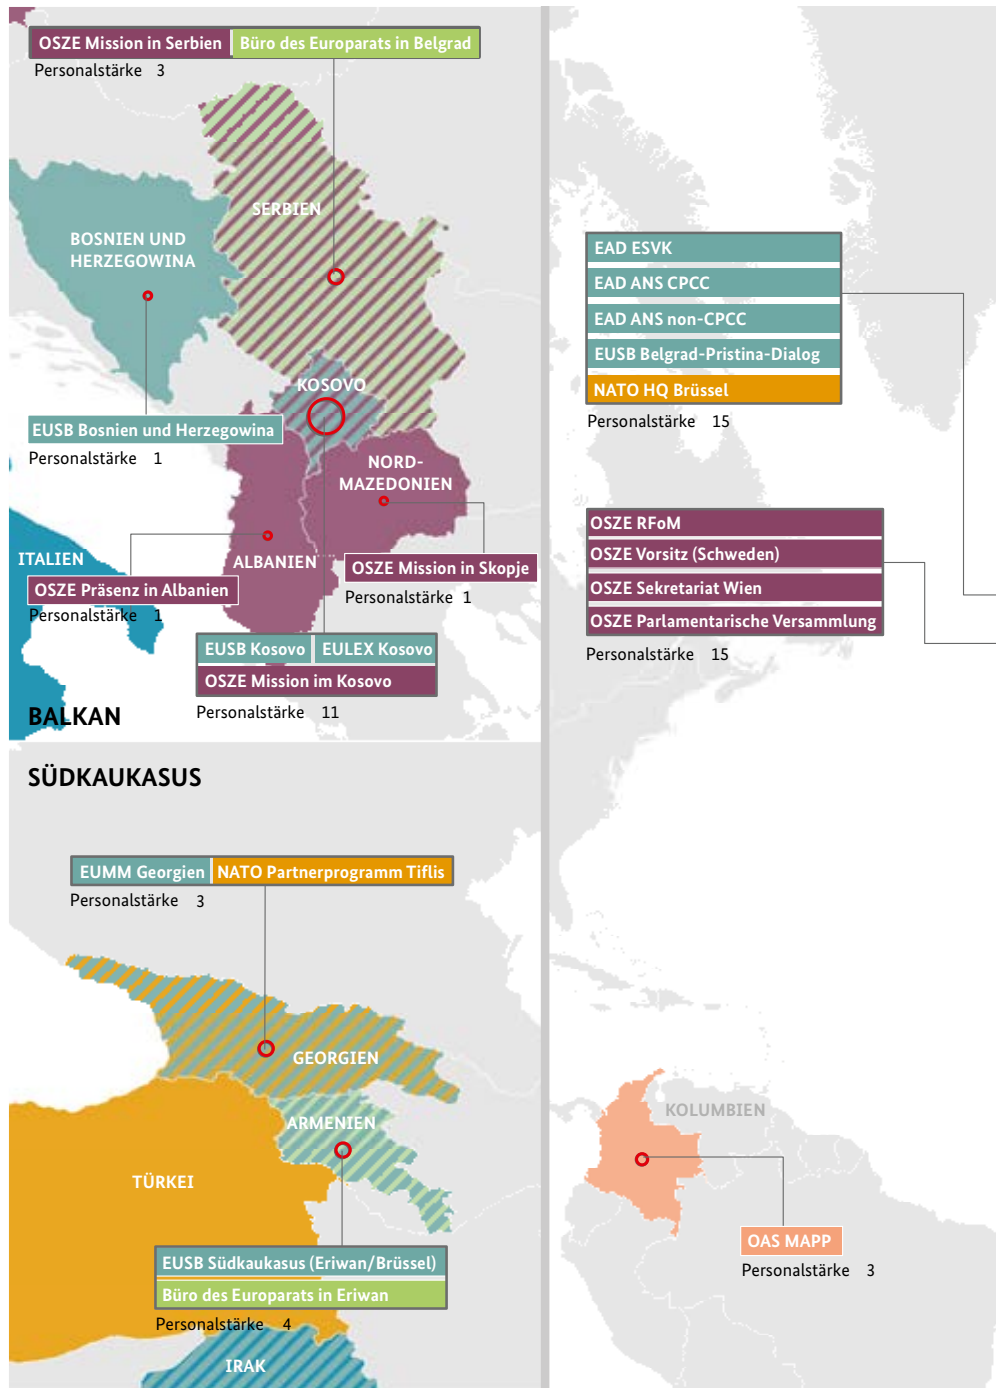 OSZE Mission in Serbien
Büro des Europarats in Belgrad
Personalstärke 3
SERBIEN
BOSNIEN UND
HERZEGOWINA
KOSOVO
EUSB Bosnien und Herzegowina
Personalstärke 1
NORD-
MAZEDONIEN
ITALIEN
ALBANIEN
OSZE Mission in Skopje
Personalstärke 1
OSZE Präsenz in Albanien
Personalstärke 1
EUSB Kosovo
EULEX Kosovo
OSZE Mission im Kosovo
Personalstärke 11
BALKAN
SÜDKAUKASUS
EUMM Georgien
NATO Partnerprogramm Tiflis
Personalstärke 3
GEORGIEN
ARMENIEN
TÜRKEI
EUSB Südkaukasus (Eriwan/Brüssel)
Büro des Europarats in Eriwan
Personalstärke 4
IRAK
EAD ESVK
EAD ANS CPCC
EAD ANS non-CPCC
EUSB Belgrad-Pristina-Dialog
NATO HQ Brüssel
Personalstärke 15
OSZE RFoM
OSZE Vorsitz (Schweden)
OSZE Sekretariat Wien
OSZE Parlamentarische Versammlung
Personalstärke 15
KOLUMBIEN
OAS MAPP
Personalstärke 3